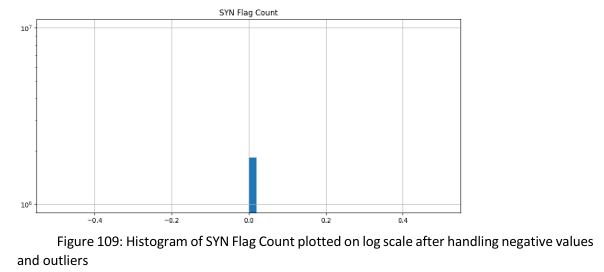 SYN Flag Count
10⁷
10⁶
−0.4 −0.2 0.0 0.2 0.4
Figure 109: Histogram of SYN Flag Count plotted on log scale after handling negative values
and outliers